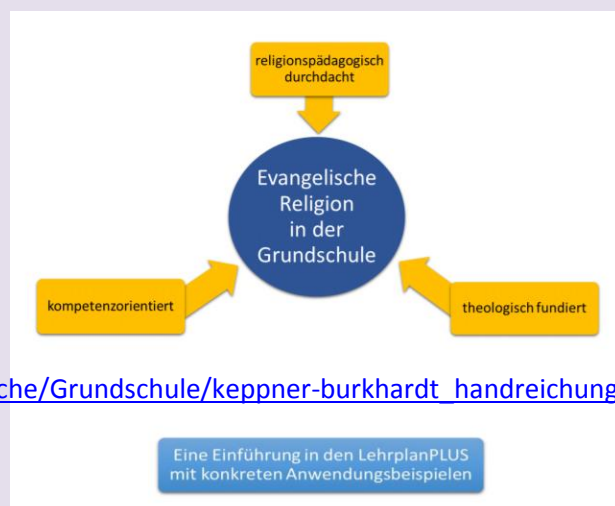 religionspädagogisch
durchdacht
Evangelische
Religion
in der
Grundschule
kompetenzorientiert
theologisch fundiert
che/Grundschule/keppner-burkhardt_handreichung
Eine Einführung in den LehrplanPLUS
mit konkreten Anwendungsbeispielen